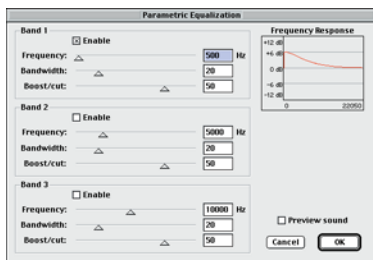 Parametric Equalization
Band 1
Enable
Frequency: 500 Hz
Bandwidth: 20
Boost/cut: 50
Band 2
Enable
Frequency: 5000 Hz
Bandwidth: 20
Boost/cut: 50
Band 3
Enable
Frequency: 10000 Hz
Bandwidth: 20
Boost/cut: 50
Frequency Response
+12 dB
+6 dB
0 dB
-6 dB
-12 dB
0 22050
Preview sound
Cancel OK